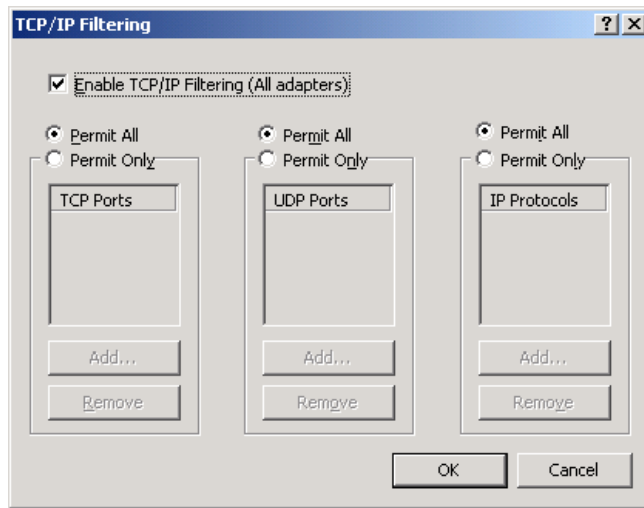 TCP/IP Filtering
Enable TCP/IP Filtering (All adapters)
Permit All
Permit Only
TCP Ports
Add...
Remove
Permit All
Permit Only
UDP Ports
Add...
Remove
Permit All
Permit Only
IP Protocols
Add...
Remove
OK
Cancel